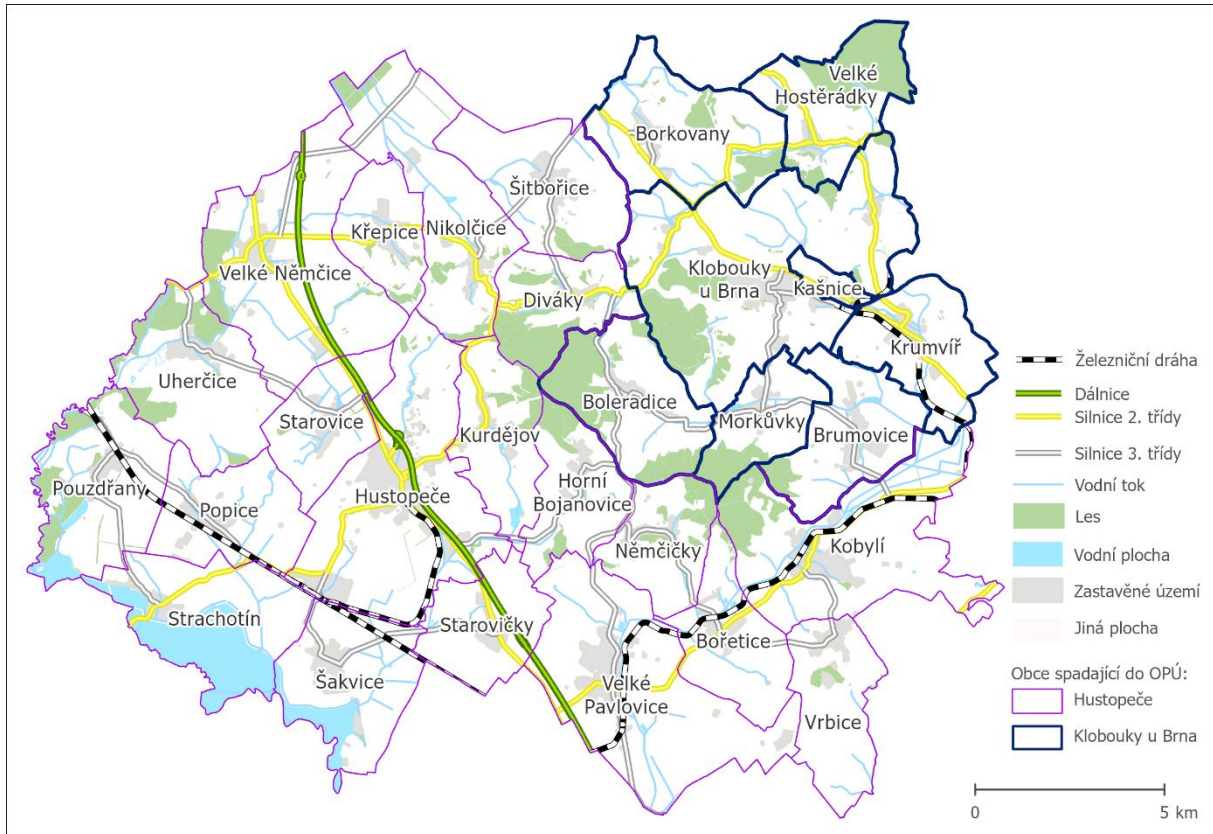 Velké
Hostěrádky
Borkovany
Šitbořice
Křepice
Nikolčice
Velké Němčice
Diváky
Klobouky
u Brna
Kašnice
Krumvíř
Uherčice
Starovice
Boleradice
Morkůvky
Brumovice
Kurdějov
Pouzdřany
Popice
Hustopeče
Horní
Bojanovice
Němčičky
Kobylí
Strachotín
Starovičky
Bořetice
Šakvice
Velké
Pavlovice
Vrbice
Železniční dráha
Dálnice
Silnice 2. třídy
Silnice 3. třídy
Vodní tok
Les
Vodní plocha
Zastavěné území
Jiná plocha
Obce spadající do OPÚ:
Hustopeče
Klobouky u Brna
0 5 km